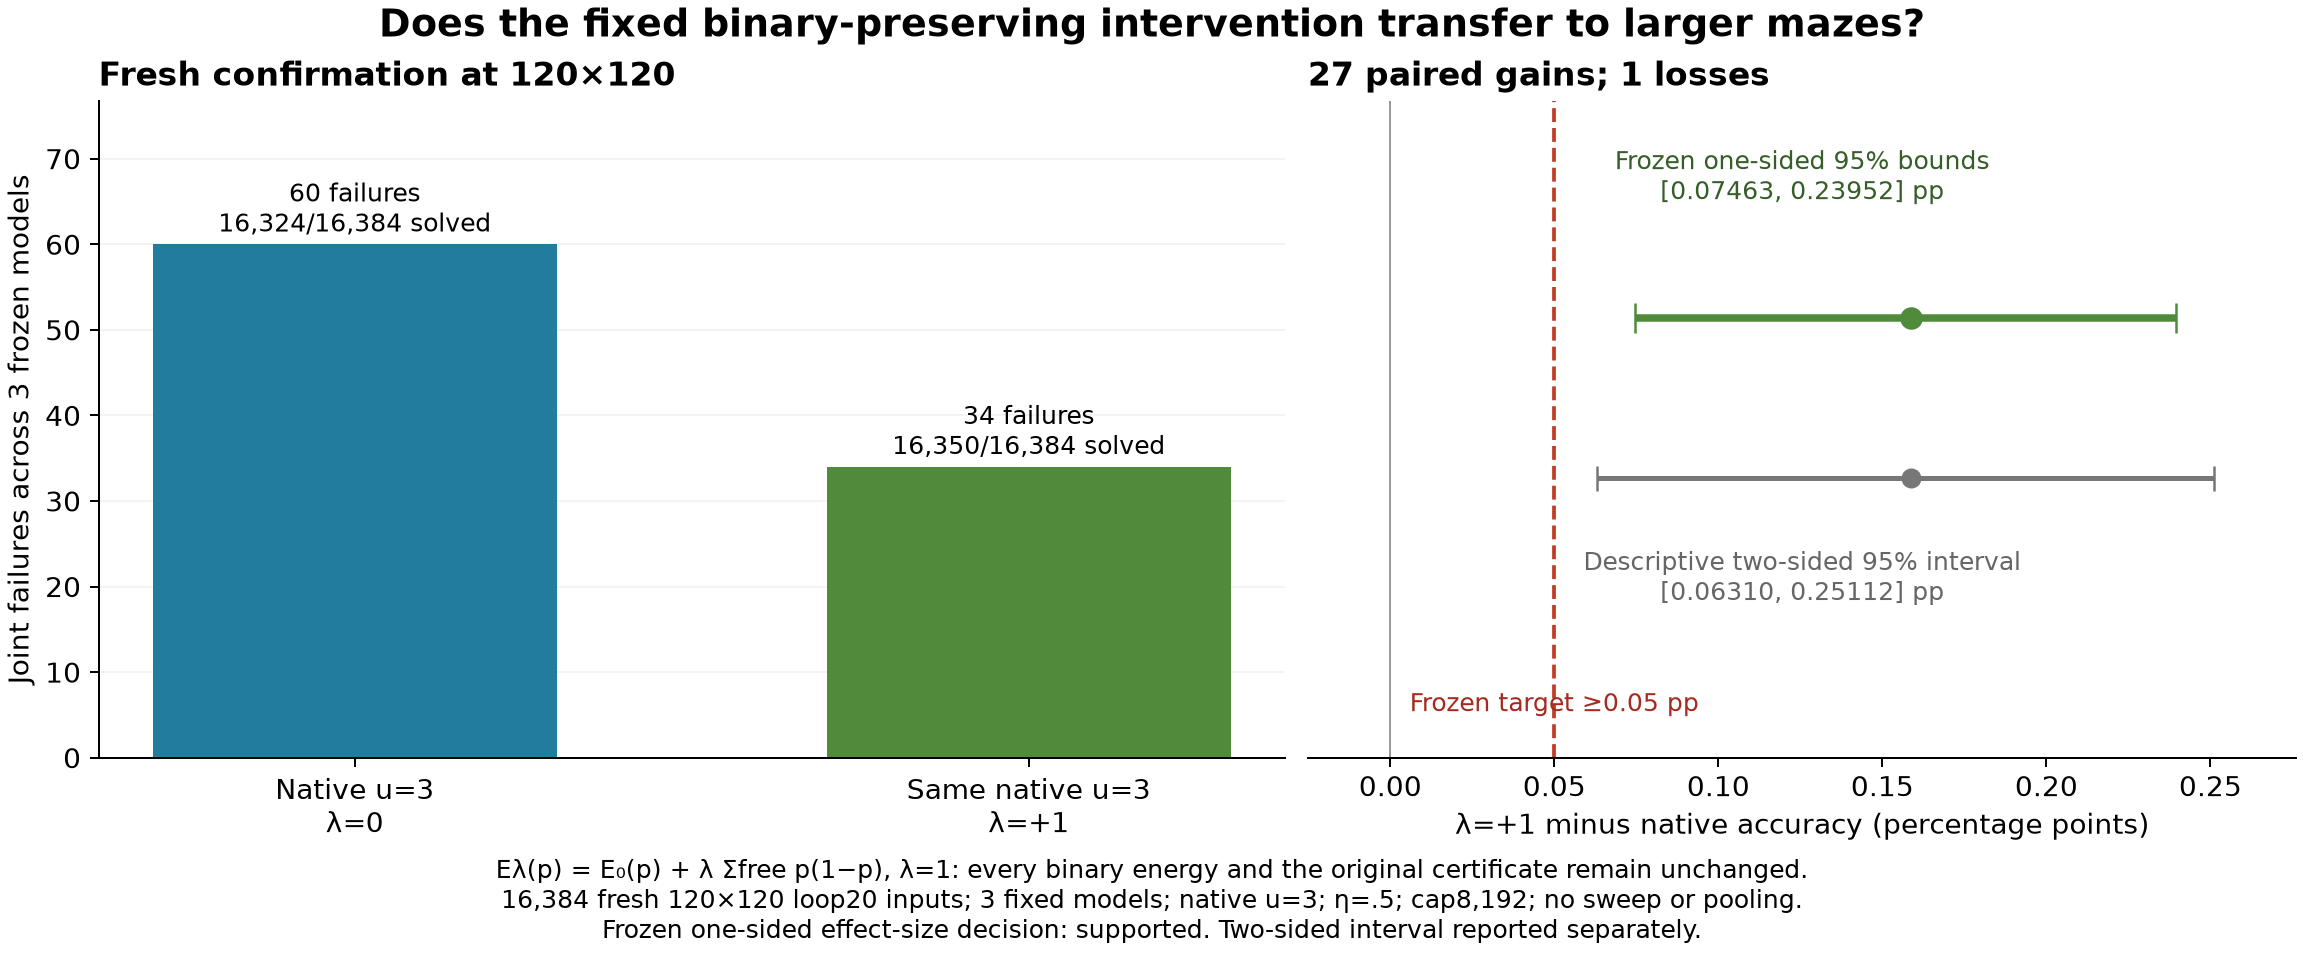 Does the fixed binary-preserving intervention transfer to larger mazes?
Fresh confirmation at 120×120
Joint failures across 3 frozen models
70
60
50
40
30
20
10
0
60 failures
16,324/16,384 solved
34 failures
16,350/16,384 solved
Native u=3
λ=0
Same native u=3
λ=+1
27 paired gains; 1 losses
Frozen one-sided 95% bounds
[0.07463, 0.23952] pp
Descriptive two-sided 95% interval
[0.06310, 0.25112] pp
Frozen target ≥0.05 pp
0.00 0.05 0.10 0.15 0.20 0.25
λ=+1 minus native accuracy (percentage points)
Eλ(p) = E₀(p) + λ Σfree p(1−p), λ=1: every binary energy and the original certificate remain unchanged.
16,384 fresh 120×120 loop20 inputs; 3 fixed models; native u=3; η=.5; cap8,192; no sweep or pooling.
Frozen one-sided effect-size decision: supported. Two-sided interval reported separately.